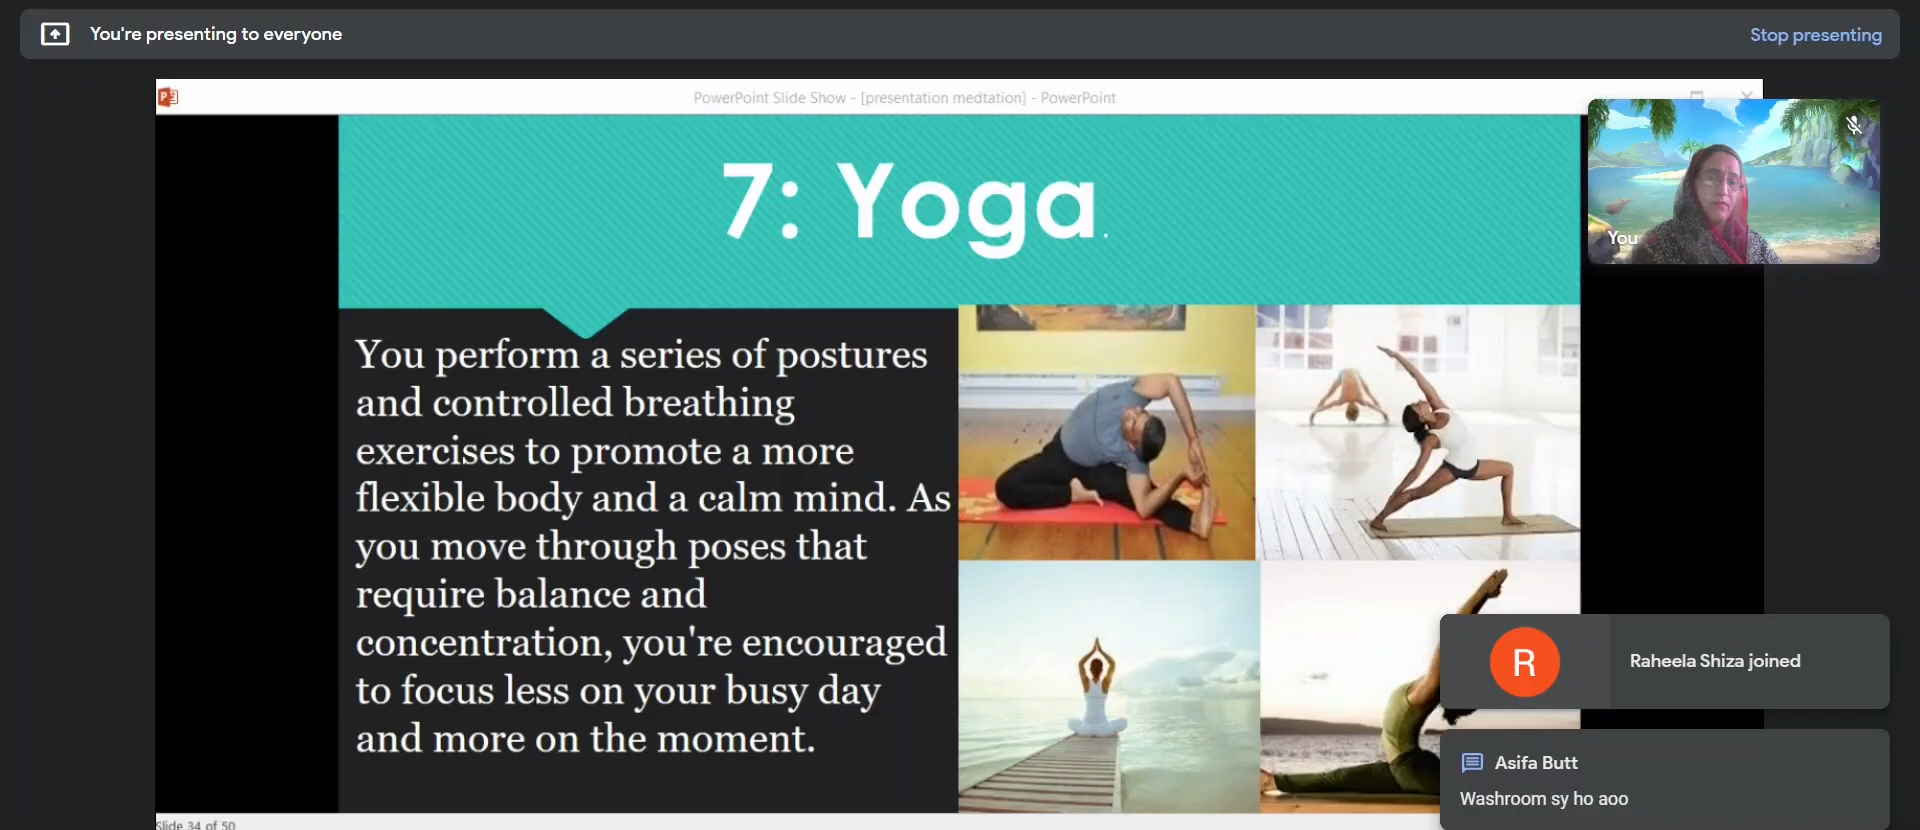 You're presenting to everyone
Stop presenting
PowerPoint Slide Show - [presentation medtation] - PowerPoint
7: Yoga.
You
You perform a series of postures
and controlled breathing
exercises to promote a more
flexible body and a calm mind. As
you move through poses that
require balance and
concentration, you're encouraged
to focus less on your busy day
and more on the moment.
R
Raheela Shiza joined
Asifa Butt
Washroom sy ho aoo
Slide 34 of 50